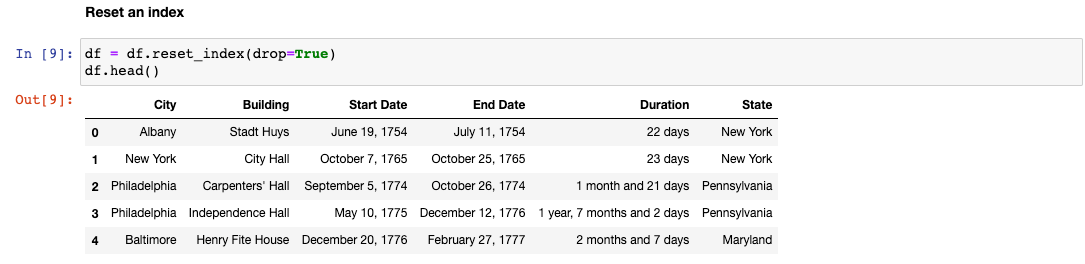 Reset an index
In [9]: df = df.reset_index(drop=True)
df.head()
Out[9]:
City Building Start Date End Date Duration State
0 Albany Stadt Huys June 19, 1754 July 11, 1754 22 days New York
1 New York City Hall October 7, 1765 October 25, 1765 23 days New York
2 Philadelphia Carpenters' Hall September 5, 1774 October 26, 1774 1 month and 21 days Pennsylvania
3 Philadelphia Independence Hall May 10, 1775 December 12, 1776 1 year, 7 months and 2 days Pennsylvania
4 Baltimore Henry Fite House December 20, 1776 February 27, 1777 2 months and 7 days Maryland